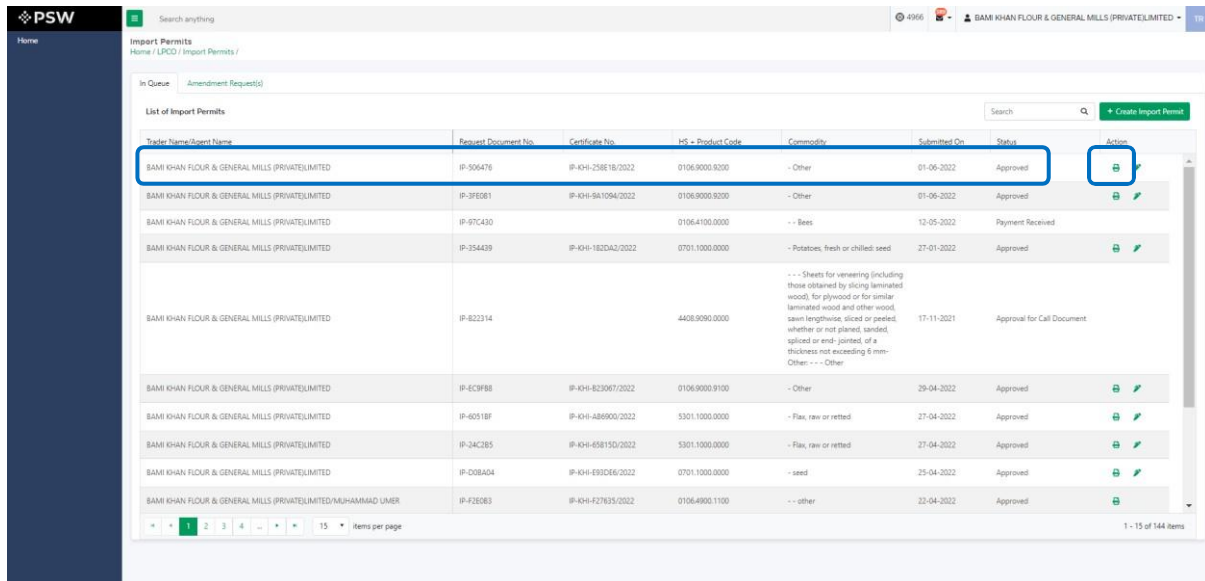 PSW
Search anything
4966
BAMI KHAN FLOUR & GENERAL MILLS (PRIVATE)LIMITED
TR
Home
Import Permits
Home / LPCO / Import Permits /
In Queue Amendment Request(s)
List of Import Permits Search + Create Import Permit
Trader Name/Agent Name Request Document No. Certificate No. HS + Product Code Commodity Submitted On Status Action
BAMI KHAN FLOUR & GENERAL MILLS (PRIVATE)LIMITED IP-506476 IP-KHI-258E1B/2022 0106.9000.9200 - Other 01-06-2022 Approved
BAMI KHAN FLOUR & GENERAL MILLS (PRIVATE)LIMITED IP-3FE0B1 IP-KHI-9A1094/2022 0106.9000.9200 - Other 01-06-2022 Approved
BAMI KHAN FLOUR & GENERAL MILLS (PRIVATE)LIMITED IP-97C430 0106.4100.0000 - - Bees 12-05-2022 Payment Received
BAMI KHAN FLOUR & GENERAL MILLS (PRIVATE)LIMITED IP-354439 IP-KHI-182DA2/2022 0701.1000.0000 - Potatoes, fresh or chilled: seed 27-01-2022 Approved
- - - Sheets for veneering (including
those obtained by slicing laminated
wood), for plywood or for similar
laminated wood and other wood,
BAMI KHAN FLOUR & GENERAL MILLS (PRIVATE)LIMITED IP-B22314 4408.9090.0000 sawn lengthwise, sliced or peeled, 17-11-2021 Approval for Call Document
whether or not planed, sanded,
spliced or end- jointed, of a
thickness not exceeding 6 mm-
Other: - - - Other
BAMI KHAN FLOUR & GENERAL MILLS (PRIVATE)LIMITED IP-EC9FB8 IP-KHI-B23067/2022 0106.9000.9100 - Other 29-04-2022 Approved
BAMI KHAN FLOUR & GENERAL MILLS (PRIVATE)LIMITED IP-6051BF IP-KHI-AB6900/2022 5301.1000.0000 - Flax, raw or retted 27-04-2022 Approved
BAMI KHAN FLOUR & GENERAL MILLS (PRIVATE)LIMITED IP-24C2B5 IP-KHI-65815D/2022 5301.1000.0000 - Flax, raw or retted 27-04-2022 Approved
BAMI KHAN FLOUR & GENERAL MILLS (PRIVATE)LIMITED IP-D0BA04 IP-KHI-E93DE6/2022 0701.1000.0000 - seed 25-04-2022 Approved
BAMI KHAN FLOUR & GENERAL MILLS (PRIVATE)LIMITED/MUHAMMAD UMER IP-F2E0B3 IP-KHI-F27635/2022 0106.4900.1100 - - other 22-04-2022 Approved
1 2 3 4 ... 15 items per page 1 - 15 of 144 items